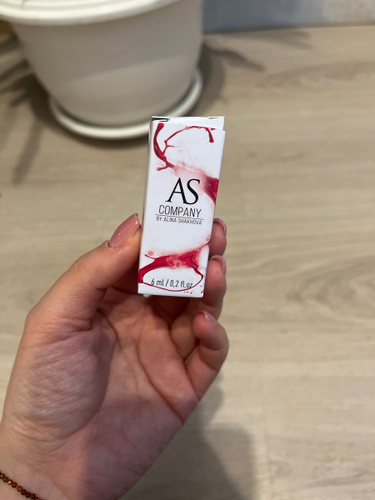 AS
COMPANY
BY ALINA SHAKHOVA
6 ml / 0,2 fl.oz